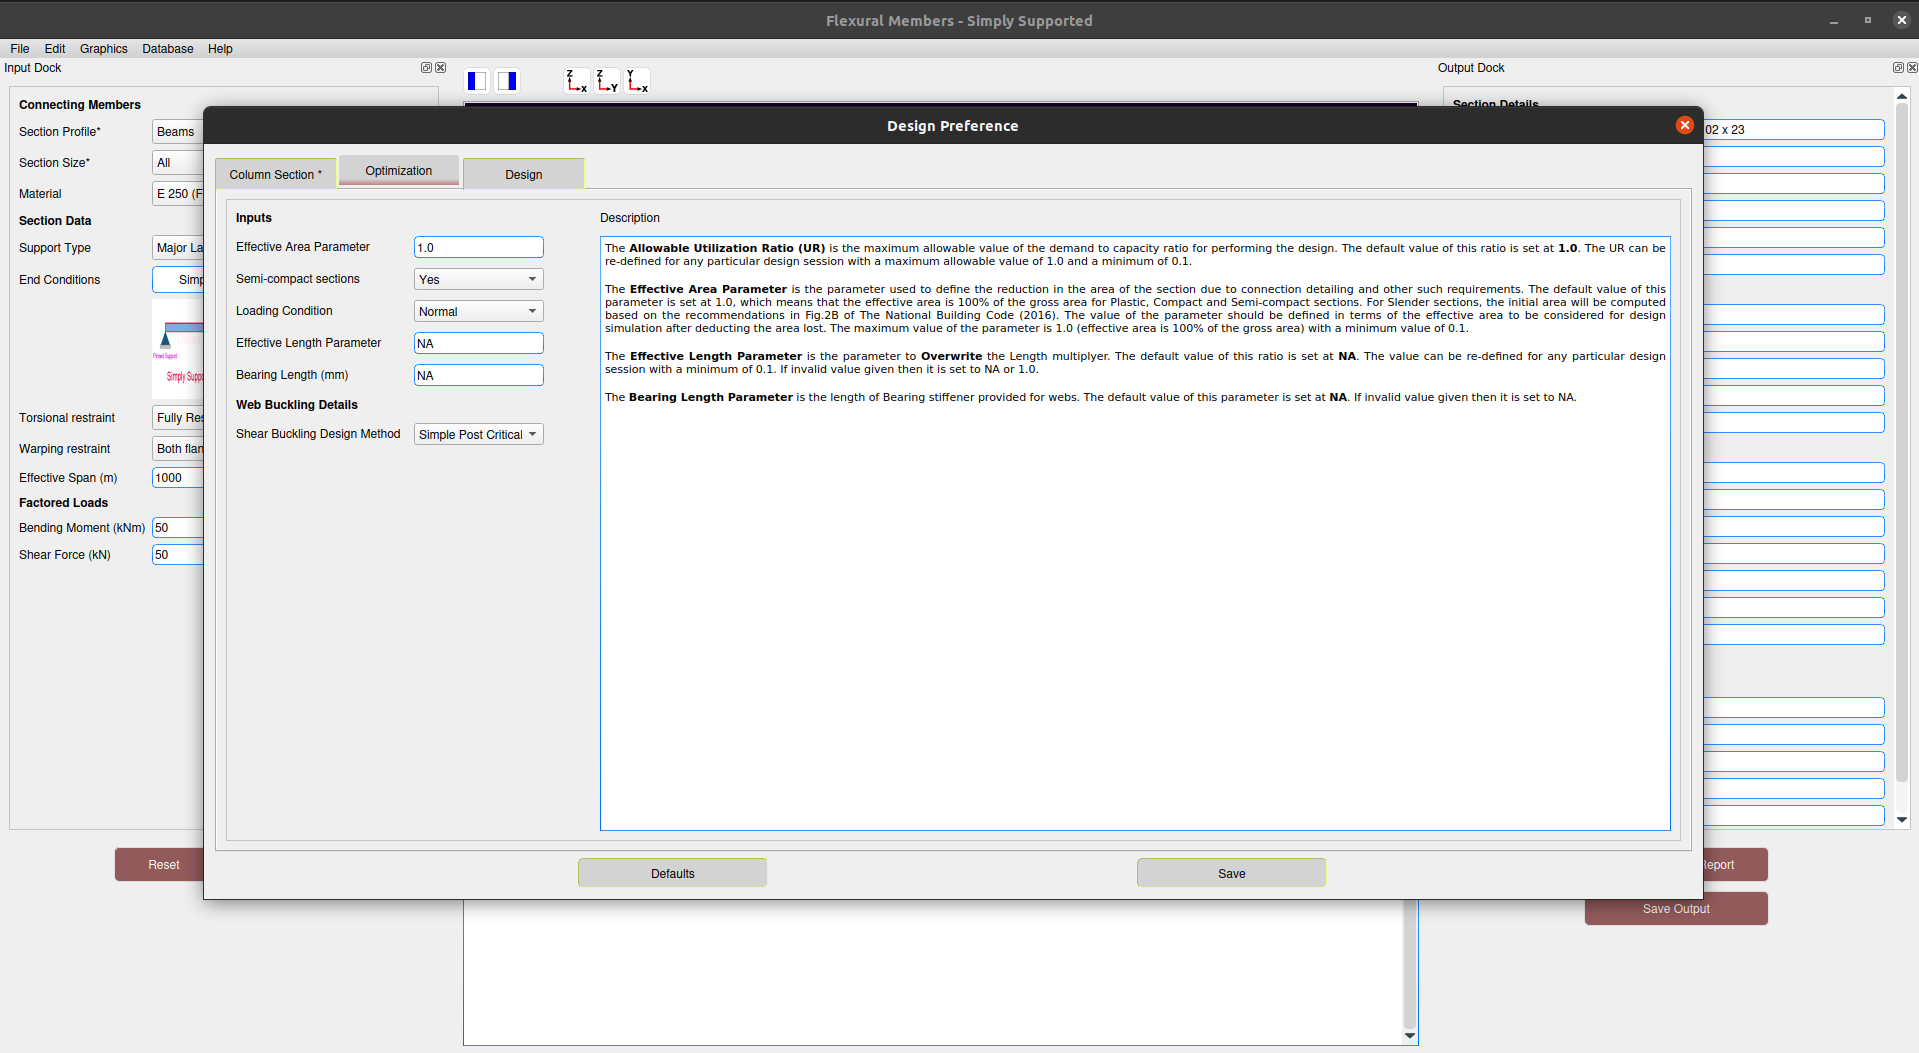 Flexural Members - Simply Supported
File Edit Graphics Database Help
Input Dock
Output Dock
Z
X
Z
Y
Y
X
Connecting Members
Section Profile*
Beams
Section Size*
All
Material
E 250 (F
Section Data
Support Type
Major La
End Conditions
Simp
Pinned Support
Simply Suppo
Torsional restraint
Fully Res
Warping restraint
Both flan
Effective Span (m)
1000
Factored Loads
Bending Moment (kNm)
50
Shear Force (kN)
50
Reset
Design Preference
Column Section *
Optimization
Design
Inputs
Effective Area Parameter
1.0
Semi-compact sections
Yes
Loading Condition
Normal
Effective Length Parameter
NA
Bearing Length (mm)
NA
Web Buckling Details
Shear Buckling Design Method
Simple Post Critical
Description
The Allowable Utilization Ratio (UR) is the maximum allowable value of the demand to capacity ratio for performing the design. The default value of this ratio is set at 1.0. The UR can be
re-defined for any particular design session with a maximum allowable value of 1.0 and a minimum of 0.1.
The Effective Area Parameter is the parameter used to define the reduction in the area of the section due to connection detailing and other such requirements. The default value of this
parameter is set at 1.0, which means that the effective area is 100% of the gross area for Plastic, Compact and Semi-compact sections. For Slender sections, the initial area will be computed
based on the recommendations in Fig.2B of The National Building Code (2016). The value of the parameter should be defined in terms of the effective area to be considered for design
simulation after deducting the area lost. The maximum value of the parameter is 1.0 (effective area is 100% of the gross area) with a minimum value of 0.1.
The Effective Length Parameter is the parameter to Overwrite the Length multiplyer. The default value of this ratio is set at NA. The value can be re-defined for any particular design
session with a minimum of 0.1. If invalid value given then it is set to NA or 1.0.
The Bearing Length Parameter is the length of Bearing stiffener provided for webs. The default value of this parameter is set at NA. If invalid value given then it is set to NA.
Defaults
Save
Section Details
02 x 23
Report
Save Output